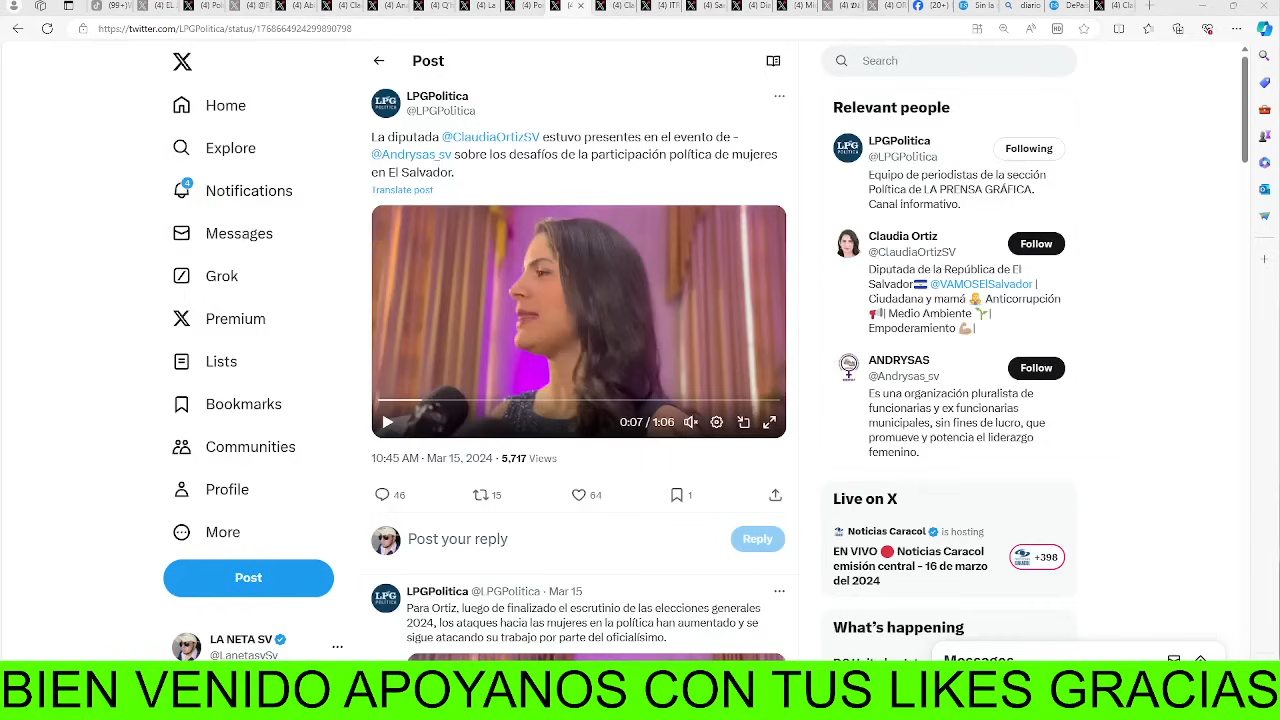 (99+)
(20+)
Sin la
diario
DePa
https://twitter.com/LPGPolitica/status/1768664924299890798
Home
Explore
4
Notifications
Messages
Grok
Premium
Lists
Bookmarks
Communities
Profile
More
Post
LA NETA SV
@LanetasvSv
Post
LPGPolitica
@LPGPolitica
La diputada @ClaudiaOrtizSV estuvo presentes en el evento de -
@Andrysas_sv sobre los desafíos de la participación política de mujeres
en El Salvador.
Translate post
0:07 / 1:06
10:45 AM · Mar 15, 2024 · 5,717 Views
46 15 64 1
Post your reply
Reply
LPGPolitica @LPGPolitica · Mar 15
Para Ortiz, luego de finalizado el escrutinio de las elecciones generales
2024, los ataques hacia las mujeres en la política han aumentado y se
sigue atacando su trabajo por parte del oficialísimo.
Search
Relevant people
LPGPolitica
@LPGPolitica
Following
Equipo de periodistas de la sección
Política de LA PRENSA GRÁFICA.
Canal informativo.
Claudia Ortiz
@ClaudiaOrtizSV
Follow
Diputada de la República de El
Salvador @VAMOSElSalvador |
Ciudadana y mamá Anticorrupción
| Medio Ambiente |
Empoderamiento |
ANDRYSAS
@Andrysas_sv
Follow
Es una organización pluralista de
funcionarias y ex funcionarias
municipales, sin fines de lucro, que
promueve y potencia el liderazgo
femenino.
Live on X
Noticias Caracol is hosting
EN VIVO Noticias Caracol
emisión central - 16 de marzo
del 2024
+398
What's happening
Messages
BIEN VENIDO APOYANOS CON TUS LIKES GRACIAS